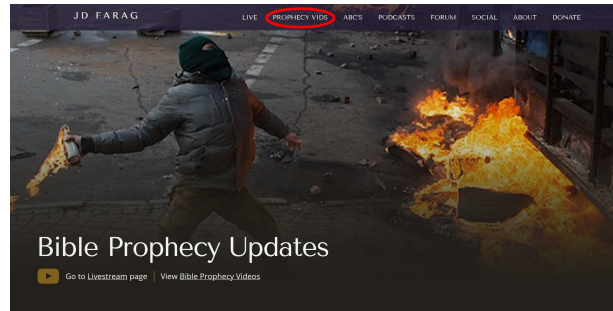 JD FARAG LIVE PROPHECY VIDS ABC'S PODCASTS FORUM SOCIAL ABOUT DONATE
Bible Prophecy Updates
Go to Livestream page | View Bible Prophecy Videos